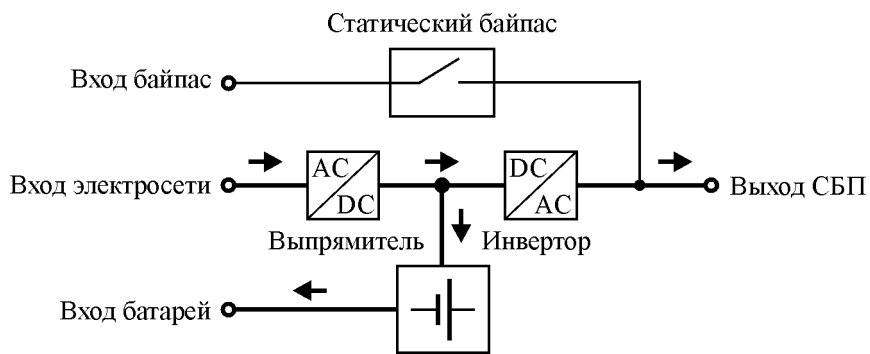 Статический байпас
Вход байпас
Вход электросети
AC
DC
DC
AC
Выход СБП
Выпрямитель
Инвертор
Вход батарей